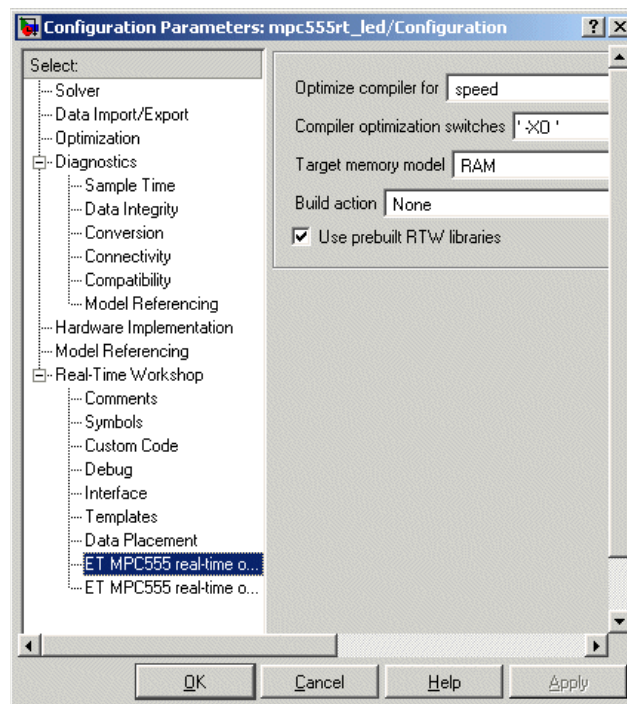 Configuration Parameters: mpc555rt_led/Configuration
Select:
Solver
Data Import/Export
Optimization
Diagnostics
Sample Time
Data Integrity
Conversion
Connectivity
Compatibility
Model Referencing
Hardware Implementation
Model Referencing
Real-Time Workshop
Comments
Symbols
Custom Code
Debug
Interface
Templates
Data Placement
ET MPC555 real-time o...
ET MPC555 real-time o...
Optimize compiler for speed
Compiler optimization switches '-XO '
Target memory model RAM
Build action None
Use prebuilt RTW libraries
OK Cancel Help Apply